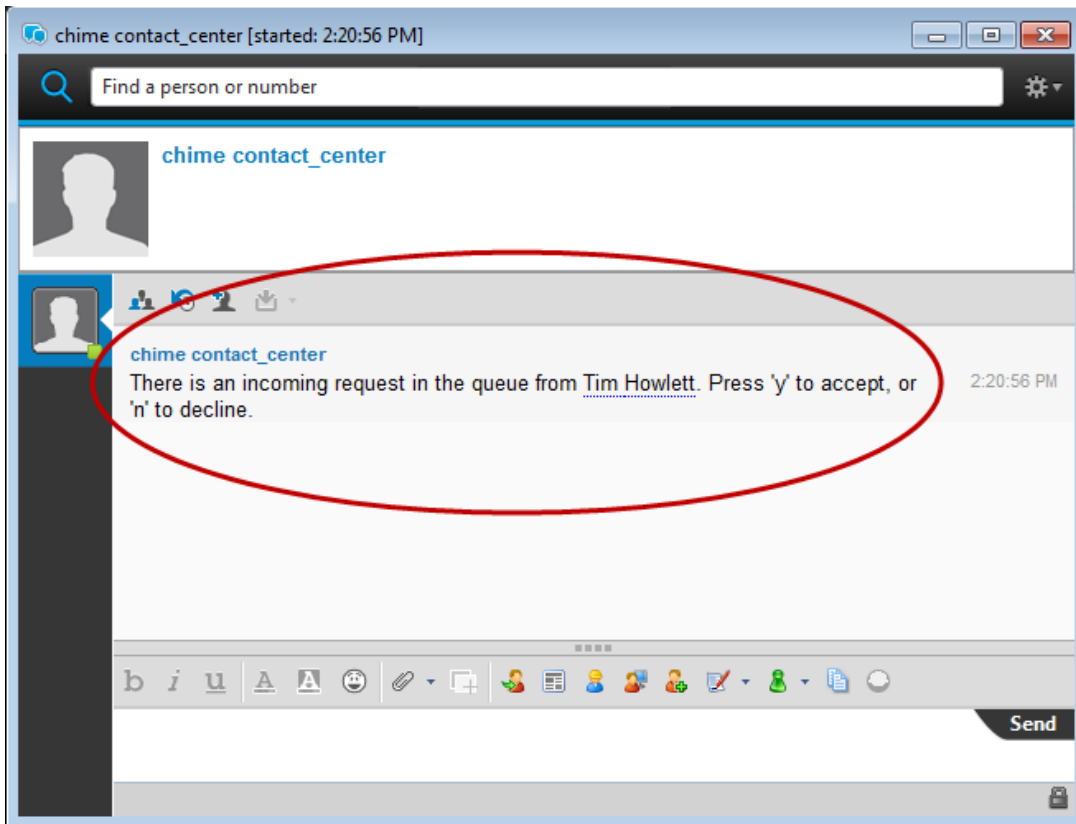 chime contact_center [started: 2:20:56 PM]
Find a person or number
chime contact_center
chime contact_center
There is an incoming request in the queue from Tim Howlett. Press 'y' to accept, or
2:20:56 PM
'n' to decline.
b i u A A
Send